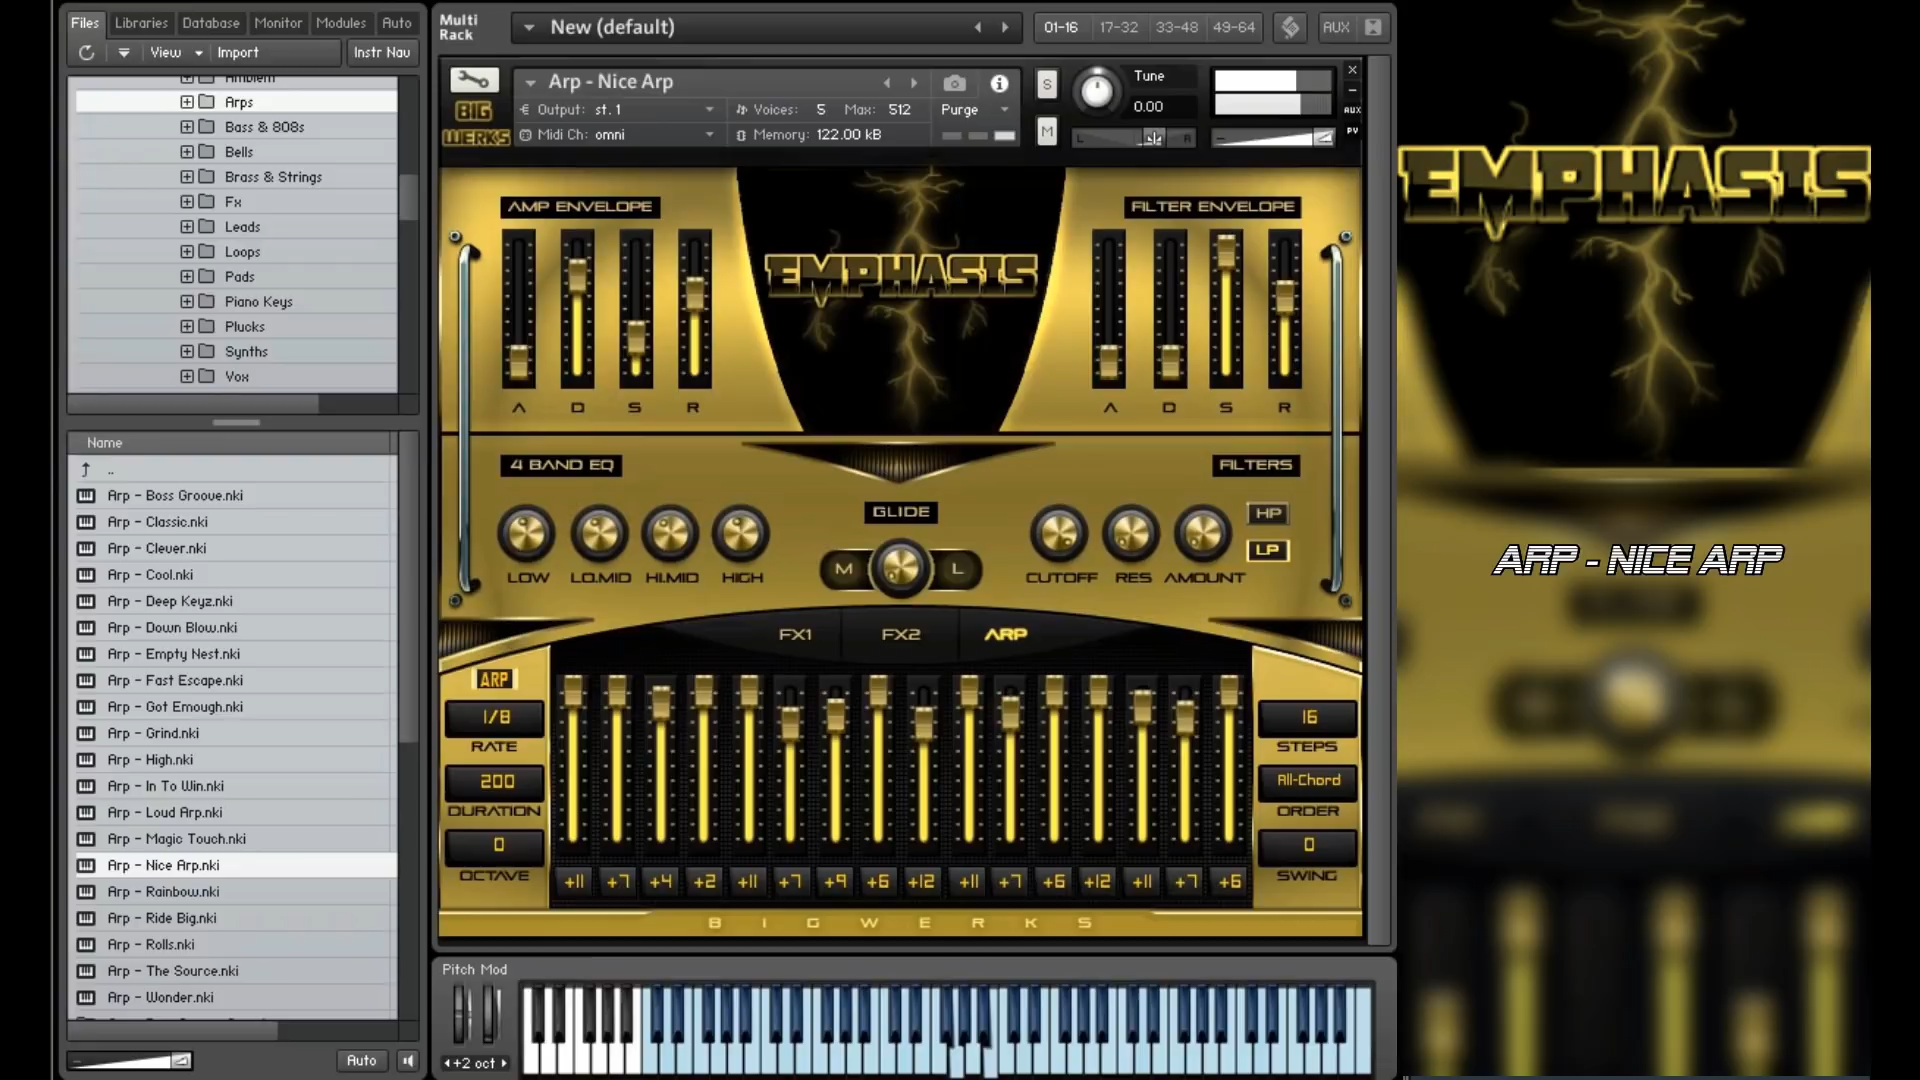 Files Libraries Database Monitor Modules Auto
View Import Instr Nav
Ambient
Arps
Bass & 808s
Bells
Brass & Strings
Fx
Leads
Loops
Pads
Piano Keys
Plucks
Synths
Vox
Name
..
Arp - Boss Groove.nki
Arp - Classic.nki
Arp - Clever.nki
Arp - Cool.nki
Arp - Deep Keyz.nki
Arp - Down Blow.nki
Arp - Empty Nest.nki
Arp - Fast Escape.nki
Arp - Got Emough.nki
Arp - Grind.nki
Arp - High.nki
Arp - In To Win.nki
Arp - Loud Arp.nki
Arp - Magic Touch.nki
Arp - Nice Arp.nki
Arp - Rainbow.nki
Arp - Ride Big.nki
Arp - Rolls.nki
Arp - The Source.nki
Arp - Wonder.nki
Auto
Multi Rack
New (default)
01-16 17-32 33-48 49-64 AUX
BIG WERKS
Arp - Nice Arp
Output: st. 1 Voices: 5 Max: 512 Purge
Midi Ch: omni Memory: 122.00 kB
S
M
Tune
0.00
L R
AUX
PV
AMP ENVELOPE
EMPHASIS
FILTER ENVELOPE
A D S R
A D S R
4 BAND EQ
FILTERS
GLIDE
HP
LP
M L
LOW LO.MID HI.MID HIGH
CUTOFF RES AMOUNT
FX1 FX2 ARP
ARP
1/8
RATE
200
DURATION
0
OCTAVE
16
STEPS
All-Chord
ORDER
0
SWING
+11 +7 +4 +2 +11 +7 +9 +6 +12 +11 +7 +6 +12 +11 +7 +6
BIGWERKS
Pitch Mod
+2 oct
EMPHASIS
ARP - NICE ARP